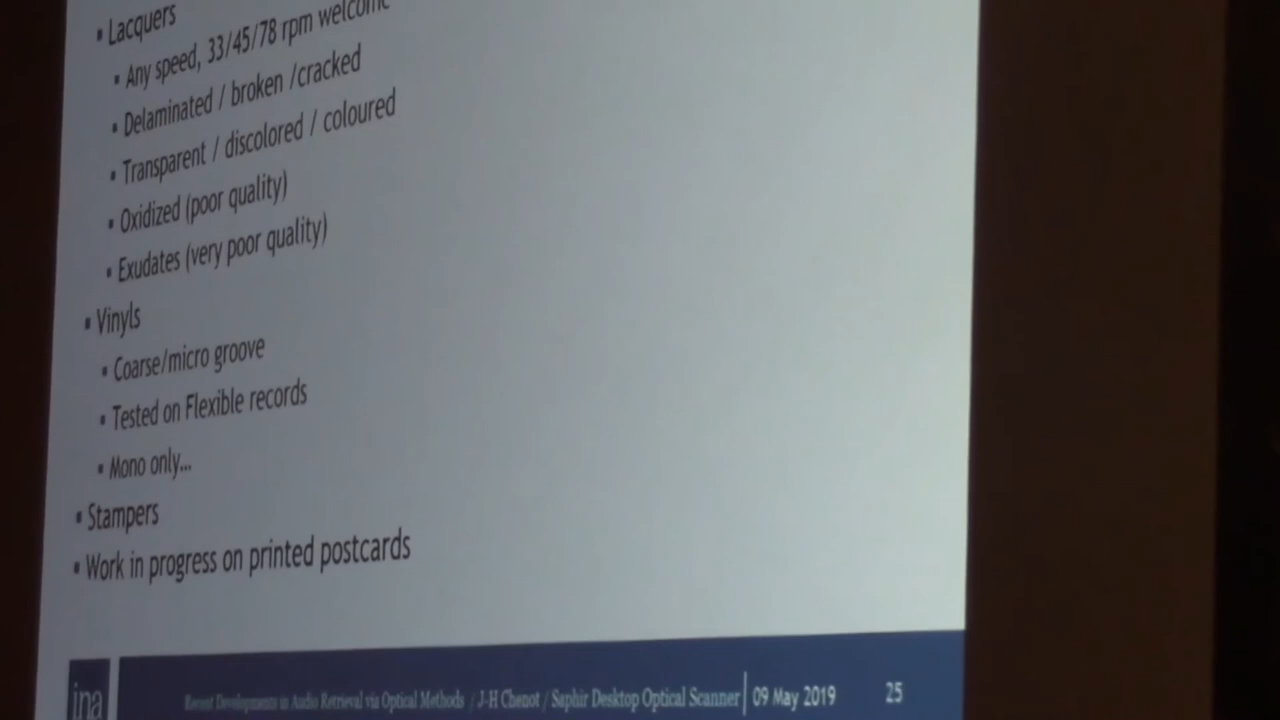 ▪ Lacquers
▪ Any speed, 33/45/78 rpm welcome
▪ Delaminated / broken /cracked
▪ Transparent / discolored / coloured
▪ Oxidized (poor quality)
▪ Exudates (very poor quality)
▪ Vinyls
▪ Coarse/micro groove
▪ Tested on Flexible records
▪ Mono only...
▪ Stampers
▪ Work in progress on printed postcards
ina Recent Developments in Audio Retrieval via Optical Methods / J-H Chenot / Saphir Desktop Optical Scanner | 09 May 2019 25